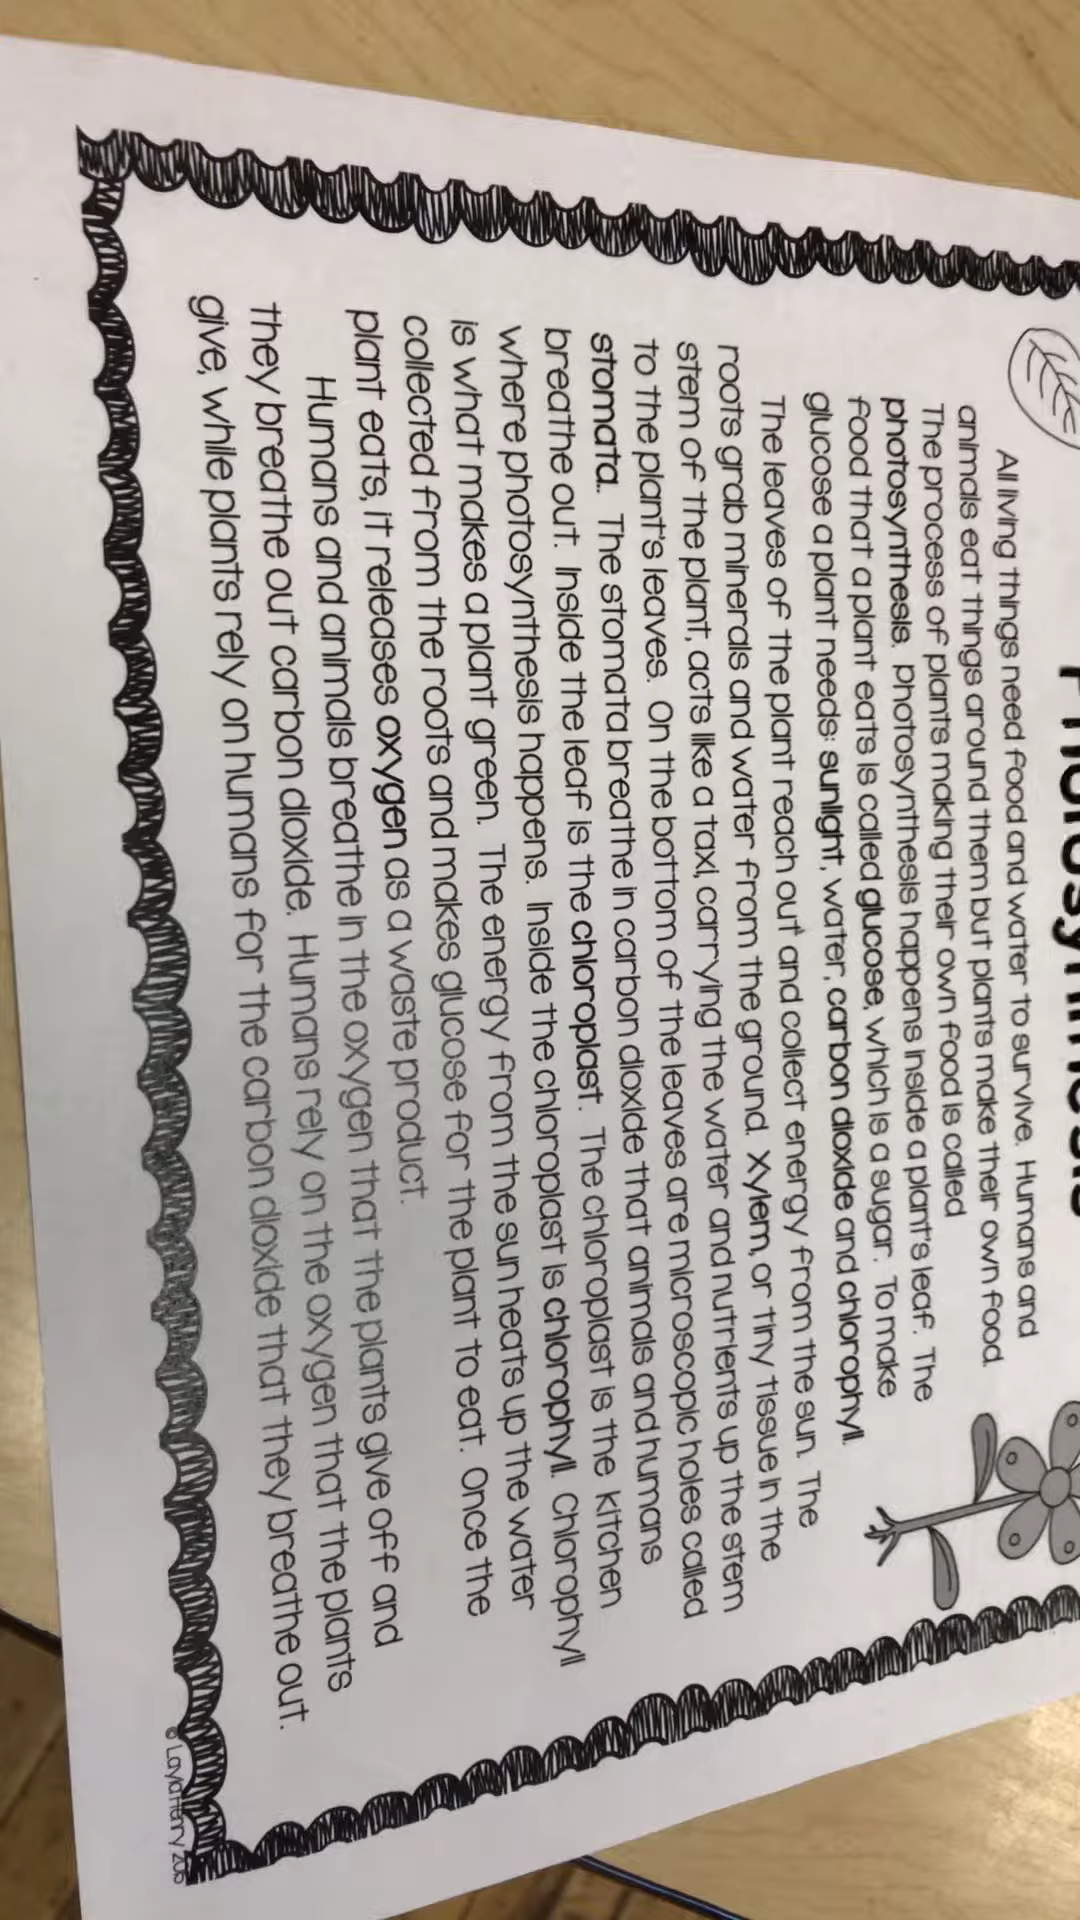 Photosynthesis
All living things need food and water to survive. Humans and
animals eat things around them but plants make their own food.
The process of plants making their own food is called
photosynthesis. Photosynthesis happens inside a plant's leaf. The
food that a plant eats is called glucose, which is a sugar. To make
glucose a plant needs: sunlight, water, carbon dioxide and chlorophyll.
The leaves of the plant reach out and collect energy from the sun. The
roots grab minerals and water from the ground. Xylem, or tiny tissue in the
stem of the plant, acts like a taxi, carrying the water and nutrients up the stem
to the plant's leaves. On the bottom of the leaves are microscopic holes called
stomata. The stomata breathe in carbon dioxide that animals and humans
breathe out. Inside the leaf is the chloroplast. The chloroplast is the kitchen
where photosynthesis happens. Inside the chloroplast is chlorophyll. Chlorophyll
is what makes a plant green. The energy from the sun heats up the water
collected from the roots and makes glucose for the plant to eat. Once the
plant eats, it releases oxygen as a waste product.
Humans and animals breathe in the oxygen that the plants give off and
they breathe out carbon dioxide. Humans rely on the oxygen that the plants
give, while plants rely on humans for the carbon dioxide that they breathe out.
© Layla Henry